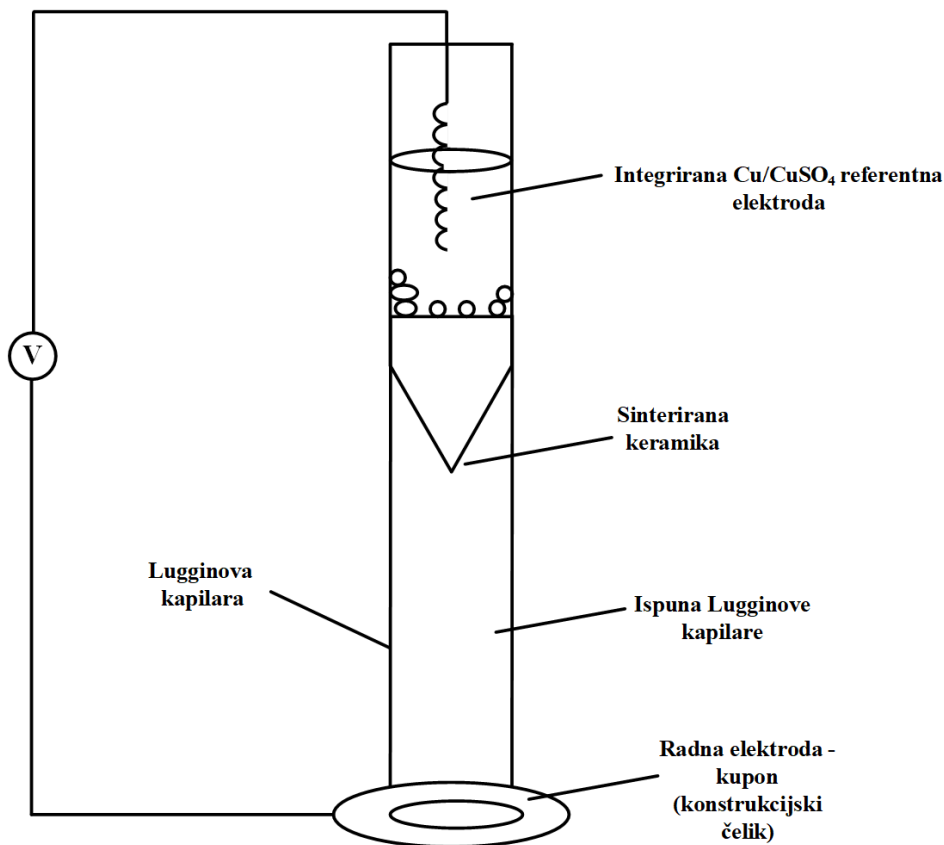 Integrirana Cu/CuSO₄ referentna
elektroda
V
Sinterirana
keramika
Lugginova
kapilara
Ispuna Lugginove
kapilare
Radna elektroda -
kupon
(konstrukcijski
čelik)